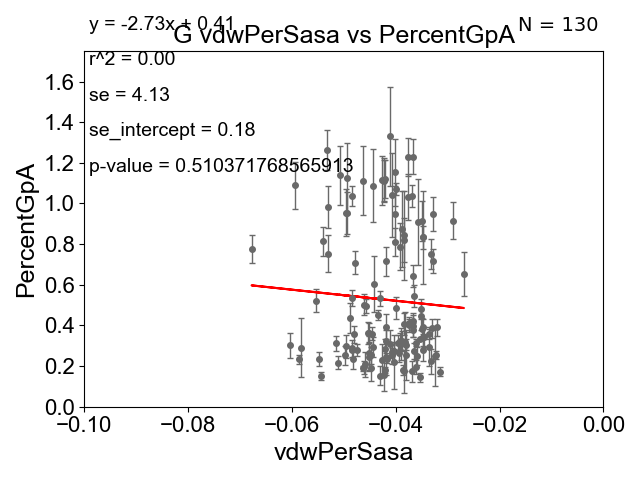 y = -2.73x + 0.41
N = 130
G vdwPerSasa vs PercentGpA
r^2 = 0.00
se = 4.13
se_intercept = 0.18
p-value = 0.510371768565913
1.6
1.4
1.2
1.0
0.8
0.6
0.4
0.2
0.0
PercentGpA
−0.10 −0.08 −0.06 −0.04 −0.02 0.00
vdwPerSasa